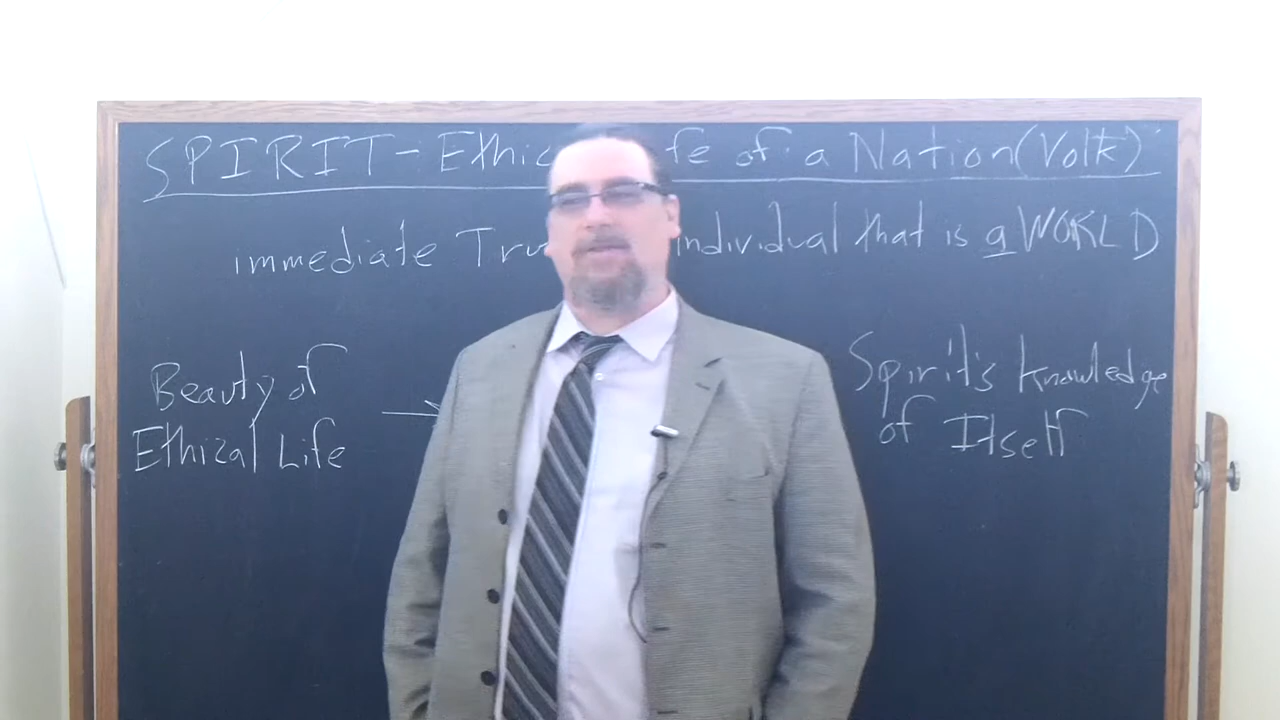 SPIRIT - Ethic fe of a Nation (Volk)
immediate Tru individual that is a WORLD
Beauty of
Ethical Life
Spirit's Knowledge
of Itself